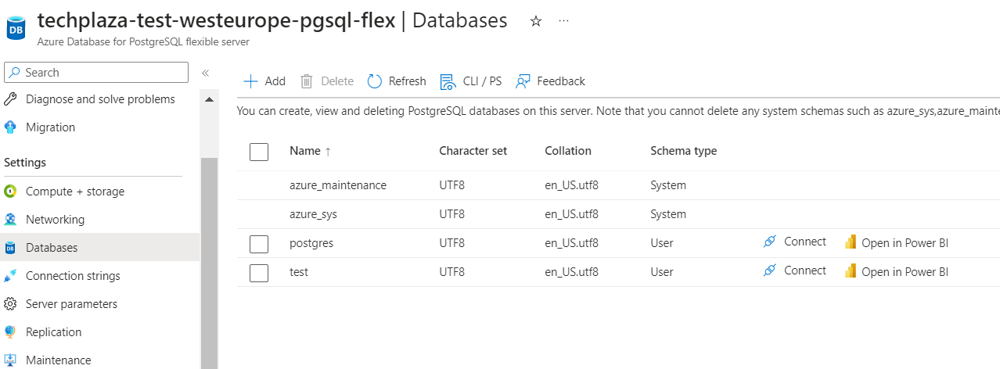 techplaza-test-westeurope-pgsql-flex | Databases
Azure Database for PostgreSQL flexible server
Search
Diagnose and solve problems
Migration
Settings
Compute + storage
Networking
Databases
Connection strings
Server parameters
Replication
Maintenance
Add Delete Refresh CLI / PS Feedback
You can create, view and deleting PostgreSQL databases on this server. Note that you cannot delete any system schemas such as azure_sys,azure_mainte
Name ↑ Character set Collation Schema type
azure_maintenance UTF8 en_US.utf8 System
azure_sys UTF8 en_US.utf8 System
postgres UTF8 en_US.utf8 User Connect Open in Power BI
test UTF8 en_US.utf8 User Connect Open in Power BI